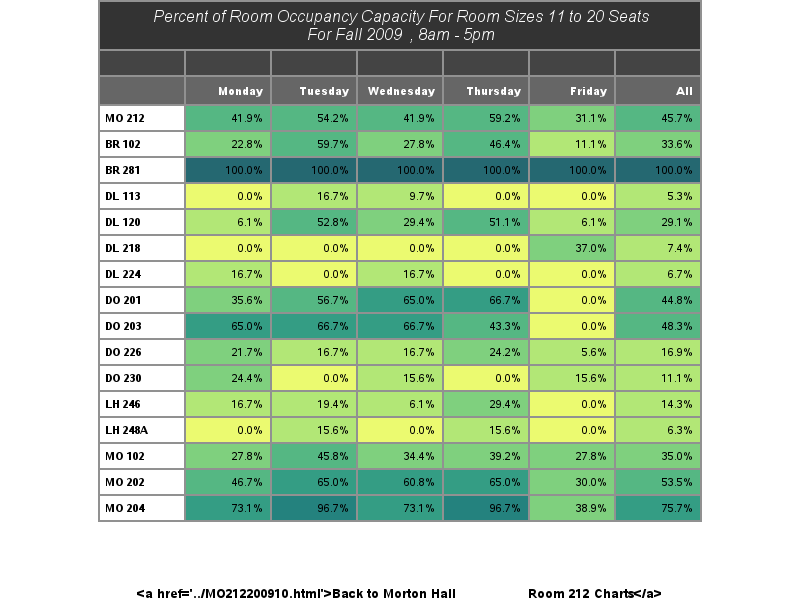 Percent of Room Occupancy Capacity For Room Sizes 11 to 20 Seats
For Fall 2009 , 8am - 5pm
Monday Tuesday Wednesday Thursday Friday All
MO 212 41.9% 54.2% 41.9% 59.2% 31.1% 45.7%
BR 102 22.8% 59.7% 27.8% 46.4% 11.1% 33.6%
BR 281 100.0% 100.0% 100.0% 100.0% 100.0% 100.0%
DL 113 0.0% 16.7% 9.7% 0.0% 0.0% 5.3%
DL 120 6.1% 52.8% 29.4% 51.1% 6.1% 29.1%
DL 218 0.0% 0.0% 0.0% 0.0% 37.0% 7.4%
DL 224 16.7% 0.0% 16.7% 0.0% 0.0% 6.7%
DO 201 35.6% 56.7% 65.0% 66.7% 0.0% 44.8%
DO 203 65.0% 66.7% 66.7% 43.3% 0.0% 48.3%
DO 226 21.7% 16.7% 16.7% 24.2% 5.6% 16.9%
DO 230 24.4% 0.0% 15.6% 0.0% 15.6% 11.1%
LH 246 16.7% 19.4% 6.1% 29.4% 0.0% 14.3%
LH 248A 0.0% 15.6% 0.0% 15.6% 0.0% 6.3%
MO 102 27.8% 45.8% 34.4% 39.2% 27.8% 35.0%
MO 202 46.7% 65.0% 60.8% 65.0% 30.0% 53.5%
MO 204 73.1% 96.7% 73.1% 96.7% 38.9% 75.7%
<a href='../MO212200910.html'>Back to Morton Hall Room 212 Charts</a>